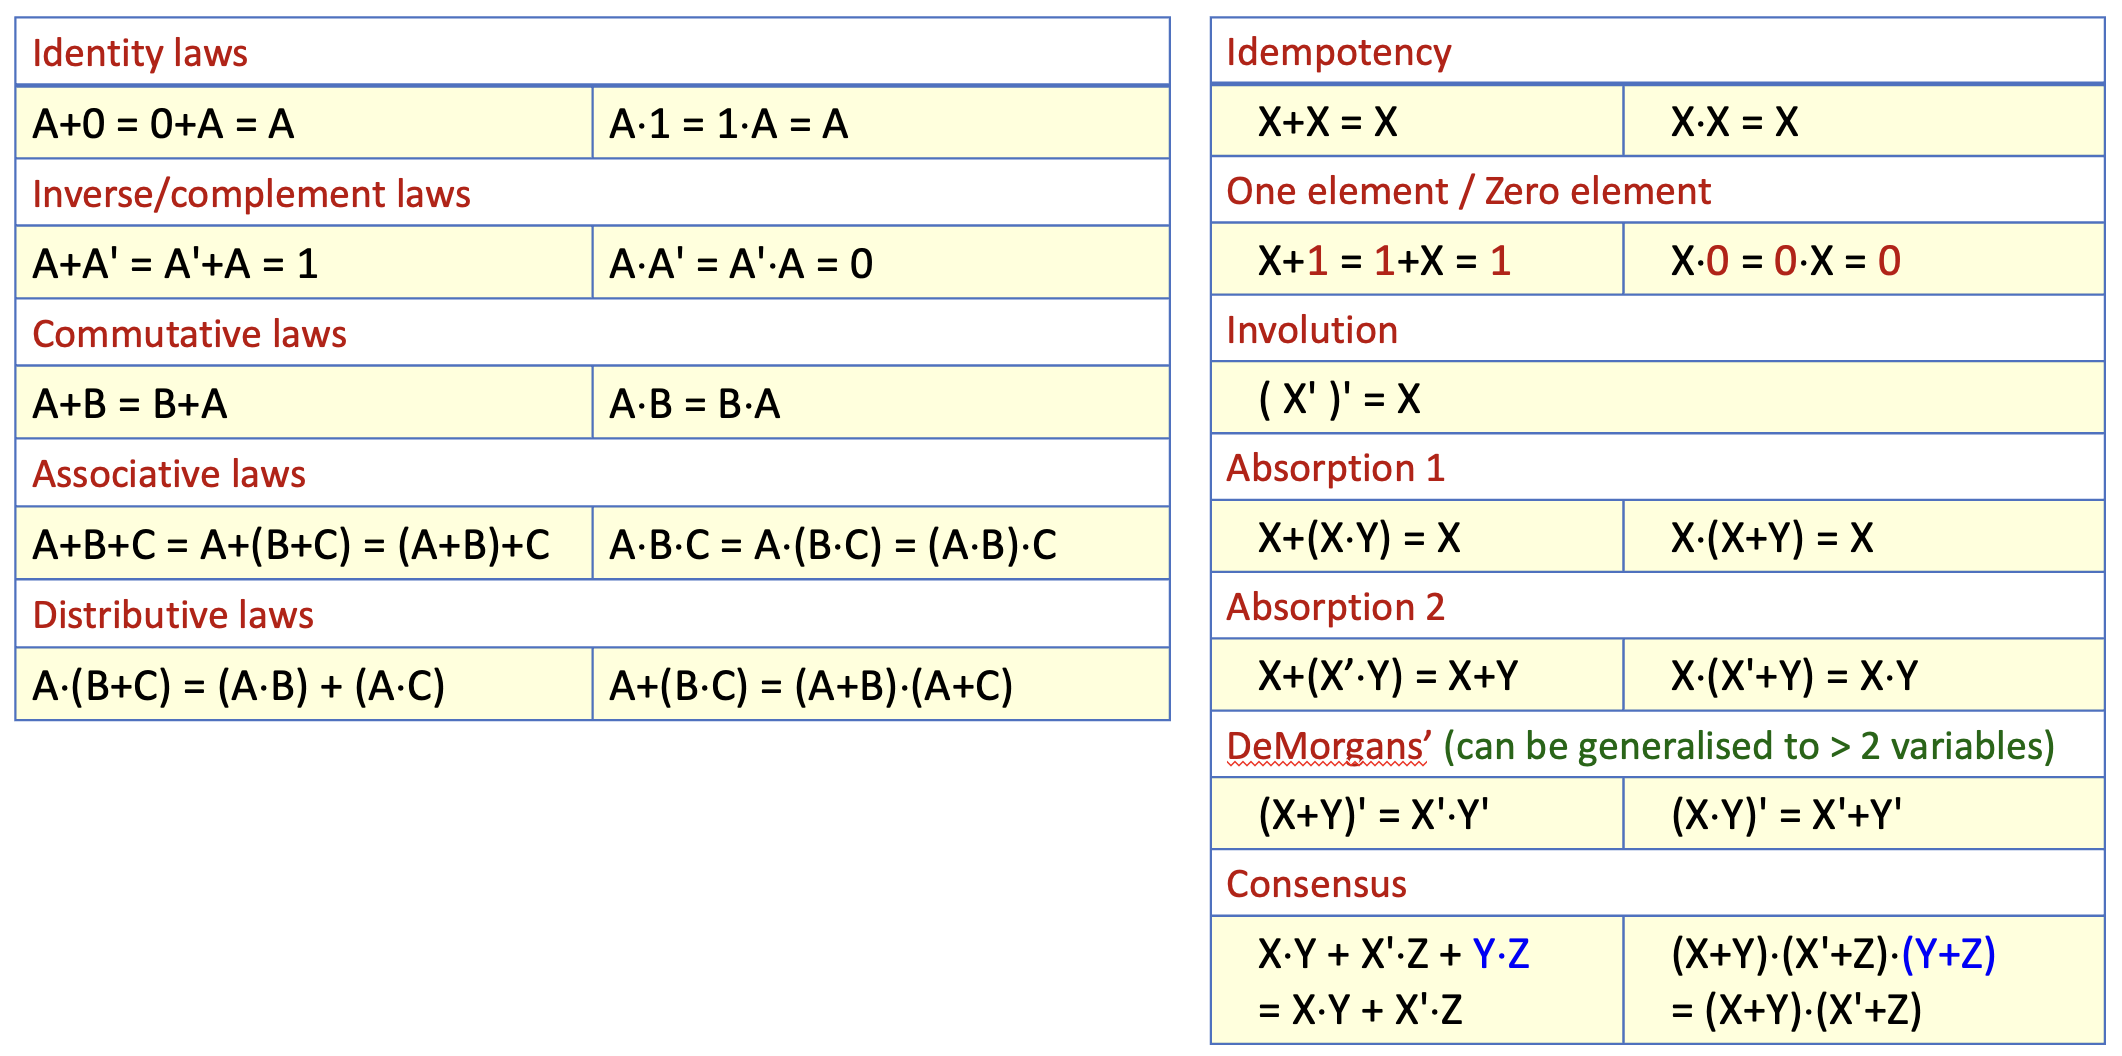 Identity laws
A+0 = 0+A = A
A·1 = 1·A = A
Inverse/complement laws
A+A' = A'+A = 1
A·A' = A'·A = 0
Commutative laws
A+B = B+A
A·B = B·A
Associative laws
A+B+C = A+(B+C) = (A+B)+C
A·B·C = A·(B·C) = (A·B)·C
Distributive laws
A·(B+C) = (A·B) + (A·C)
A+(B·C) = (A+B)·(A+C)
Idempotency
X+X = X
X·X = X
One element / Zero element
X+1 = 1+X = 1
X·0 = 0·X = 0
Involution
( X' )' = X
Absorption 1
X+(X·Y) = X
X·(X+Y) = X
Absorption 2
X+(X’·Y) = X+Y
X·(X'+Y) = X·Y
DeMorgans’ (can be generalised to > 2 variables)
(X+Y)' = X'·Y'
(X·Y)' = X'+Y'
Consensus
X·Y + X'·Z + Y·Z
= X·Y + X'·Z
(X+Y)·(X'+Z)·(Y+Z)
= (X+Y)·(X'+Z)